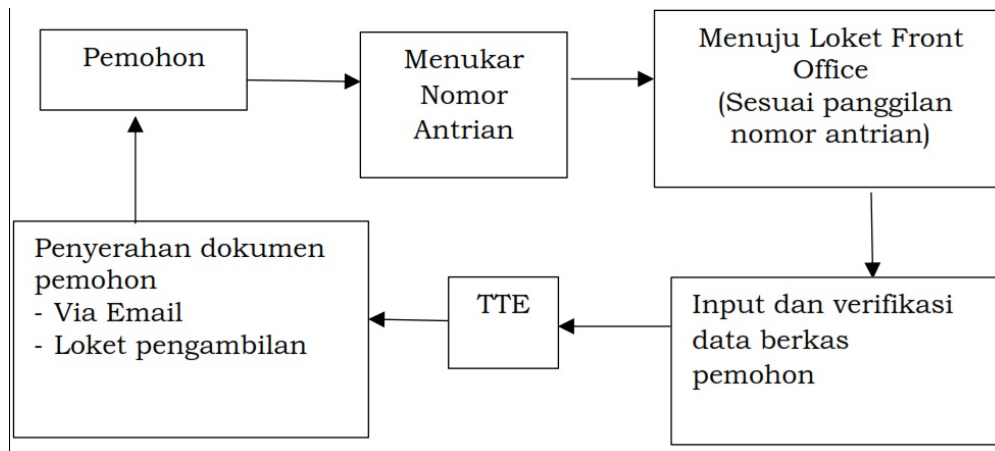 Pemohon
Menukar
Nomor
Antrian
Menuju Loket Front
Office
(Sesuai panggilan
nomor antrian)
Input dan verifikasi
data berkas
pemohon
TTE
Penyerahan dokumen
pemohon
- Via Email
- Loket pengambilan